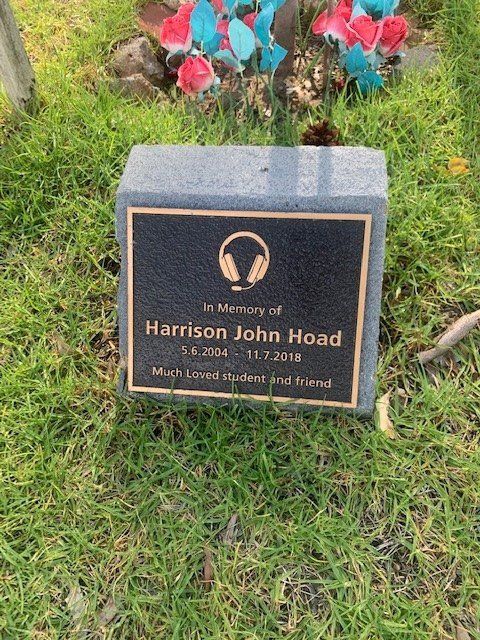 In Memory of
Harrison John Hoad
5.6.2004 - 11.7.2018
Much Loved student and friend